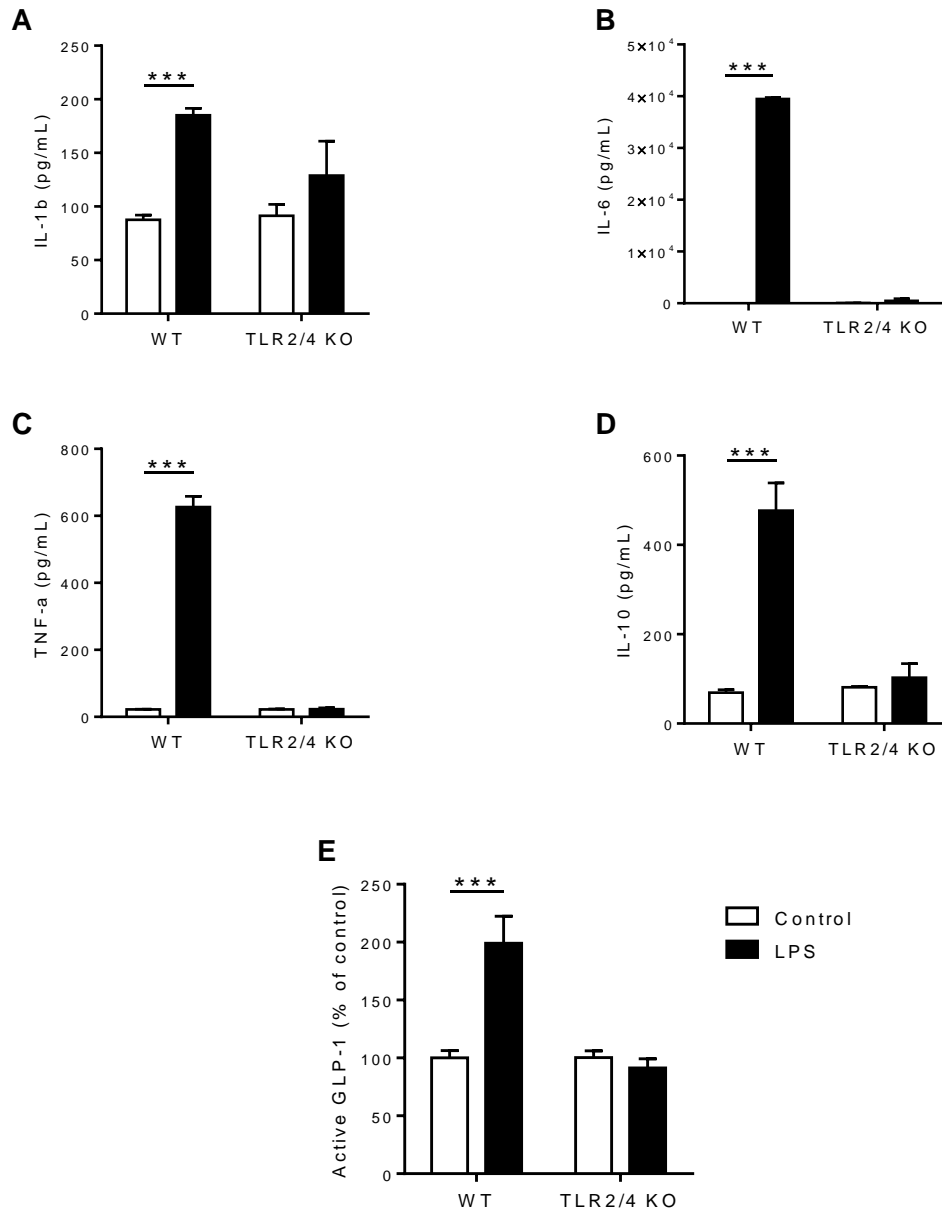 A
IL-1b (pg/mL)
250
200
150
100
50
0
***
WT
TLR2/4 KO
B
IL-6 (pg/mL)
5×10⁴
4×10⁴
3×10⁴
2×10⁴
1×10⁴
0
***
WT
TLR2/4 KO
C
TNF-a (pg/mL)
800
600
400
200
0
***
WT
TLR2/4 KO
D
IL-10 (pg/mL)
600
400
200
0
***
WT
TLR2/4 KO
E
Active GLP-1 (% of control)
250
200
150
100
50
0
***
WT
TLR2/4 KO
Control
LPS